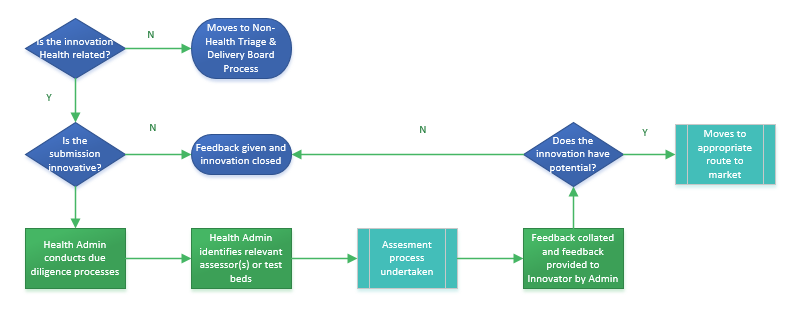 Is the innovation
Health related?
N
Moves to Non-
Health Triage &
Delivery Board
Process
Y
Is the
submission
innovative?
N
Feedback given and
innovation closed
N
Does the
innovation have
potential?
Y
Moves to
appropriate
route to
market
Health Admin
conducts due
diligence processes
Health Admin
identifies relevant
assessor(s) or test
beds
Assesment
process
undertaken
Feedback collated
and feedback
provided to
Innovator by Admin